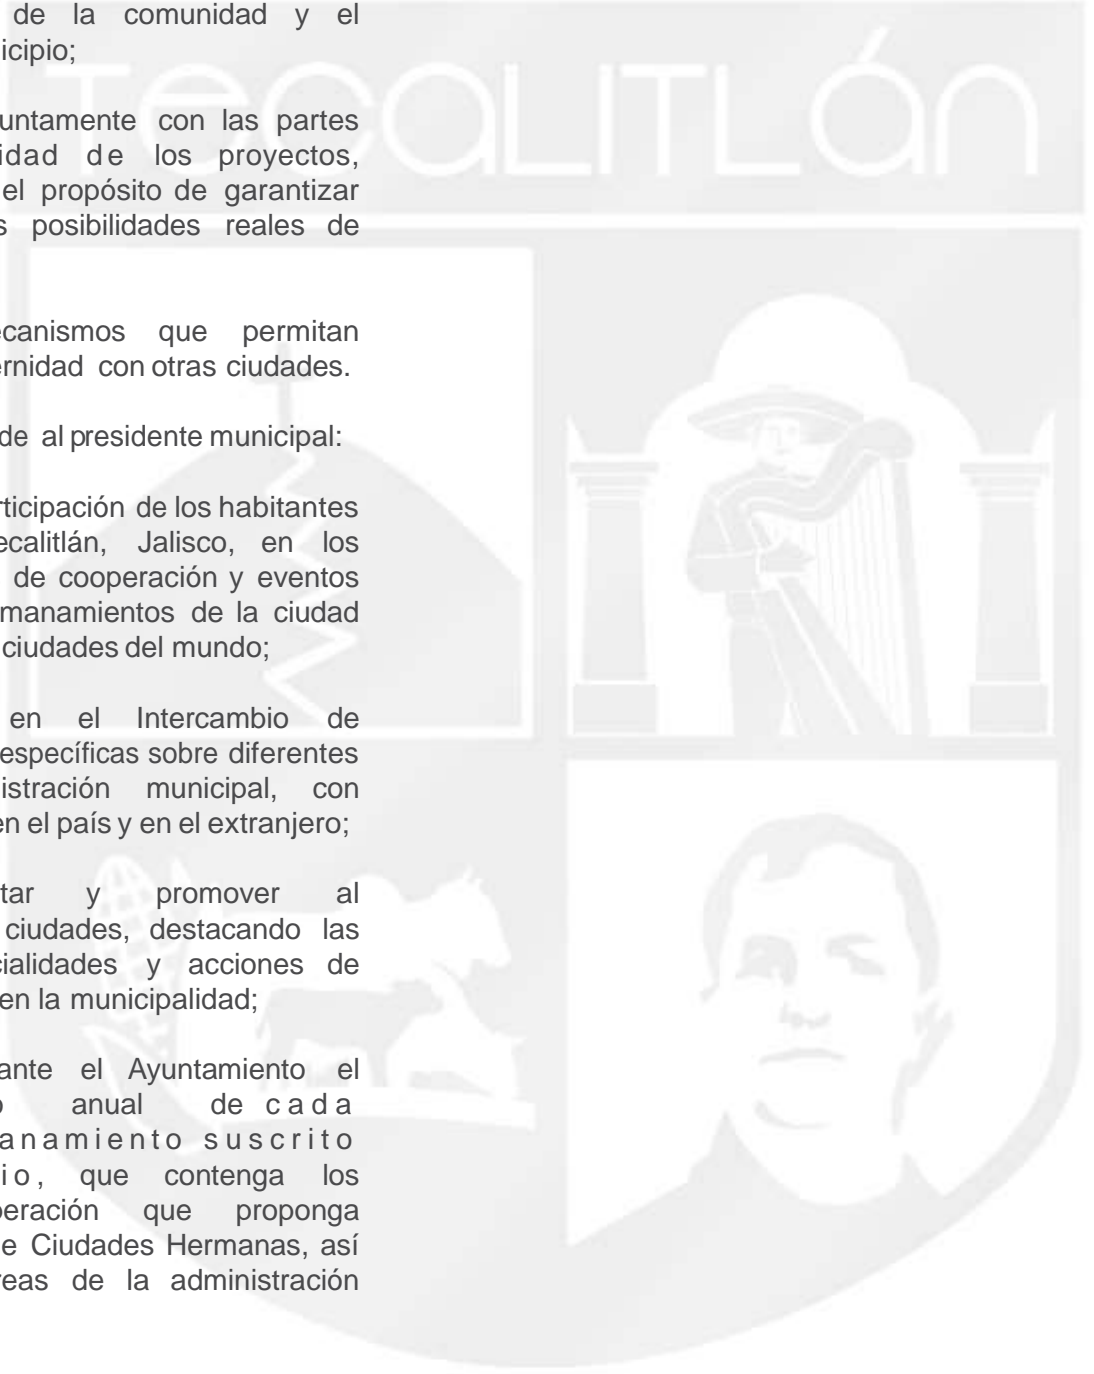 TecaLITLán
de la comunidad y el
icipio;
untamente con las partes
idad de los proyectos,
el propósito de garantizar
s posibilidades reales de
ecanismos que permitan
ernidad con otras ciudades.
de al presidente municipal:
rticipación de los habitantes
ecalitlán, Jalisco, en los
de cooperación y eventos
manamientos de la ciudad
ciudades del mundo;
en el Intercambio de
específicas sobre diferentes
istración municipal, con
en el país y en el extranjero;
tar y promover al
ciudades, destacando las
cialidades y acciones de
en la municipalidad;
ante el Ayuntamiento el
o anual de cada
anamiento suscrito
io, que contenga los
peración que proponga
e Ciudades Hermanas, así
reas de la administración